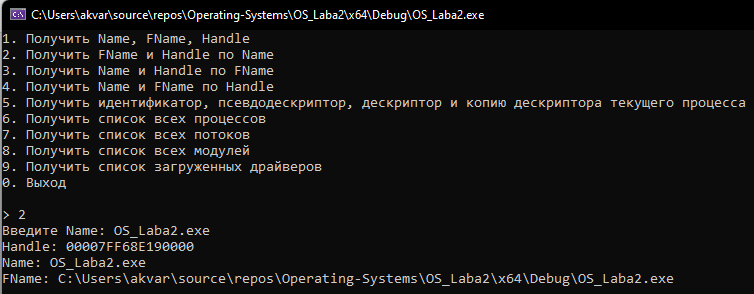 C:\Users\akvar\source\repos\Operating-Systems\OS_Laba2\x64\Debug\OS_Laba2.exe
1. Получить Name, FName, Handle
2. Получить FName и Handle по Name
3. Получить Name и Handle по FName
4. Получить Name и FName по Handle
5. Получить идентификатор, псевдодескриптор, дескриптор и копию дескриптора текущего процесса
6. Получить список всех процессов
7. Получить список всех потоков
8. Получить список всех модулей
9. Получить список загруженных драйверов
0. Выход
> 2
Введите Name: OS_Laba2.exe
Handle: 00007FF68E190000
Name: OS_Laba2.exe
FName: C:\Users\akvar\source\repos\Operating-Systems\OS_Laba2\x64\Debug\OS_Laba2.exe